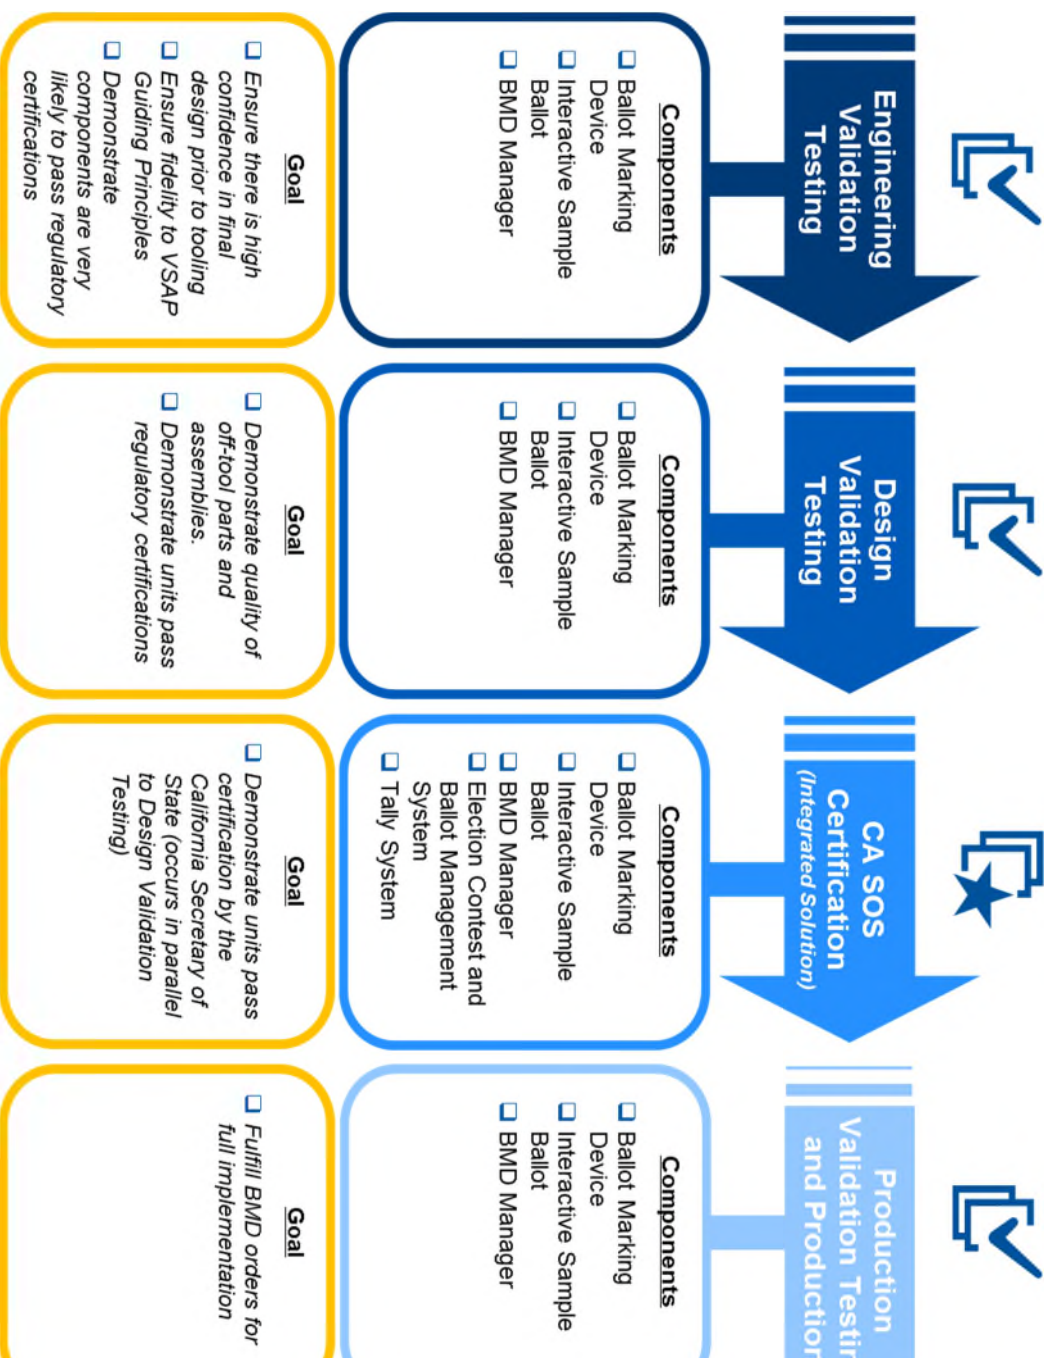 Engineering
Validation
Testing
Components
Ballot Marking
Device
Interactive Sample
Ballot
BMD Manager
Goal
Ensure there is high
confidence in final
design prior to tooling
Ensure fidelity to VSAP
Guiding Principles
Demonstrate
components are very
likely to pass regulatory
certifications
Design
Validation
Testing
Components
Ballot Marking
Device
Interactive Sample
Ballot
BMD Manager
Goal
Demonstrate quality of
off-tool parts and
assemblies.
Demonstrate units pass
regulatory certifications
CA SOS
Certification
(Integrated Solution)
Components
Ballot Marking
Device
Interactive Sample
Ballot
BMD Manager
Election Contest and
Ballot Management
System
Tally System
Goal
Demonstrate units pass
certification by the
California Secretary of
State (occurs in parallel
to Design Validation
Testing)
Production
Validation Testin
and Production
Components
Ballot Marking
Device
Interactive Sample
Ballot
BMD Manager
Goal
Fulfill BMD orders for
full implementation